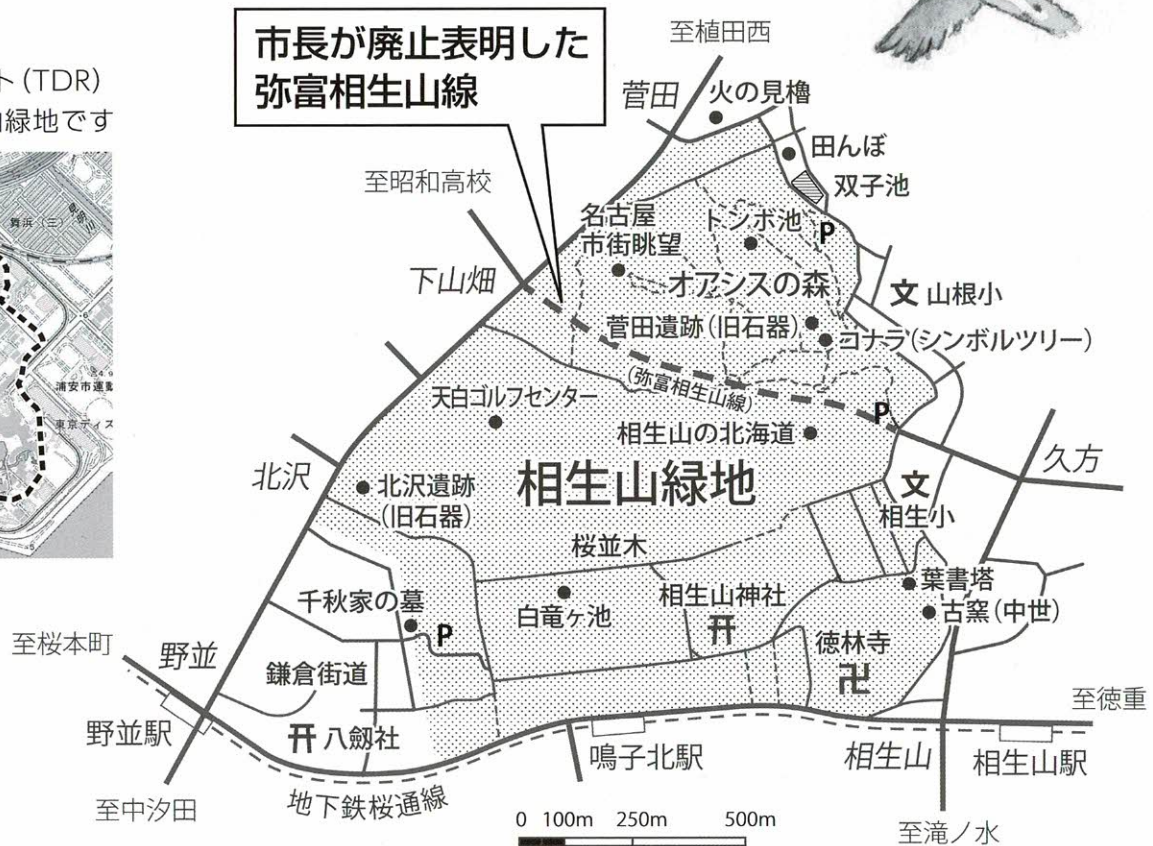 ト(TDR)
緑地です
舞浜(三)
市長が廃止表明した
弥富相生山線
至植田西
菅田
火の見櫓
田んぼ
双子池
至昭和高校
名古屋
市街眺望
トンボ池
P
下山畑
オアシスの森
文 山根小
菅田遺跡(旧石器)
コナラ(シンボルツリー)
(弥富相生山線)
天白ゴルフセンター
P
相生山の北海道
久方
北沢
北沢遺跡
(旧石器)
相生山緑地
文
相生小
桜並木
千秋家の墓
P
白竜ヶ池
相生山神社
葉書塔
古窯(中世)
徳林寺
卍
至桜本町
野並
鎌倉街道
至徳重
野並駅
八劔社
鳴子北駅
相生山
相生山駅
至中汐田
地下鉄桜通線
0 100m 250m 500m
至滝ノ水